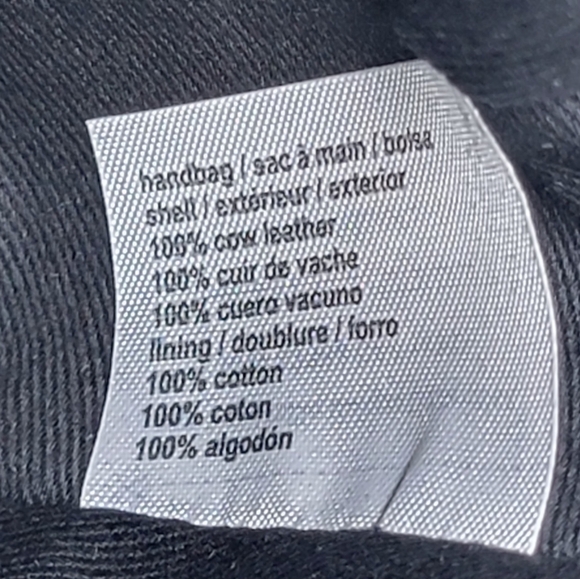 handbag / sac à main / bolsa
shell / extérieur / exterior
100% cow leather
100% cuir de vache
100% cuero vacuno
lining / doublure / forro
100% cotton
100% coton
100% algodón